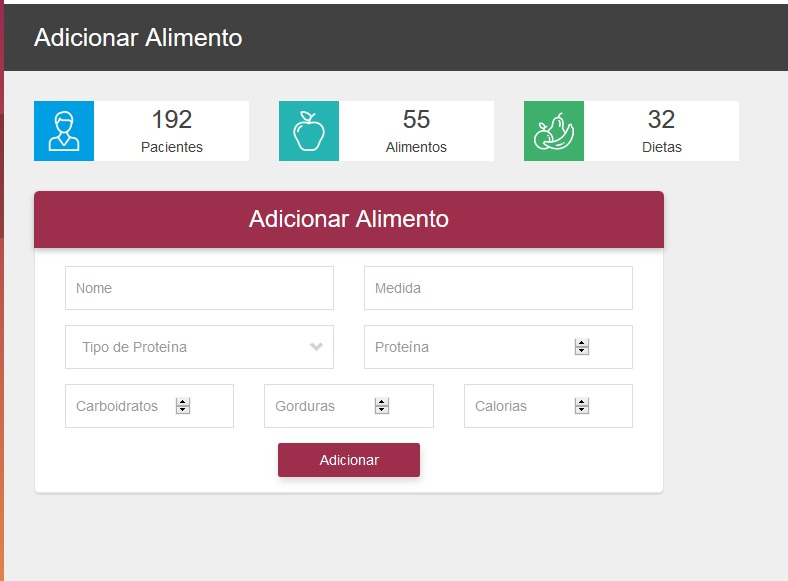 Adicionar Alimento
192
Pacientes
55
Alimentos
32
Dietas
Adicionar Alimento
Nome
Medida
Tipo de Proteína
Proteína
Carboidratos
Gorduras
Calorias
Adicionar